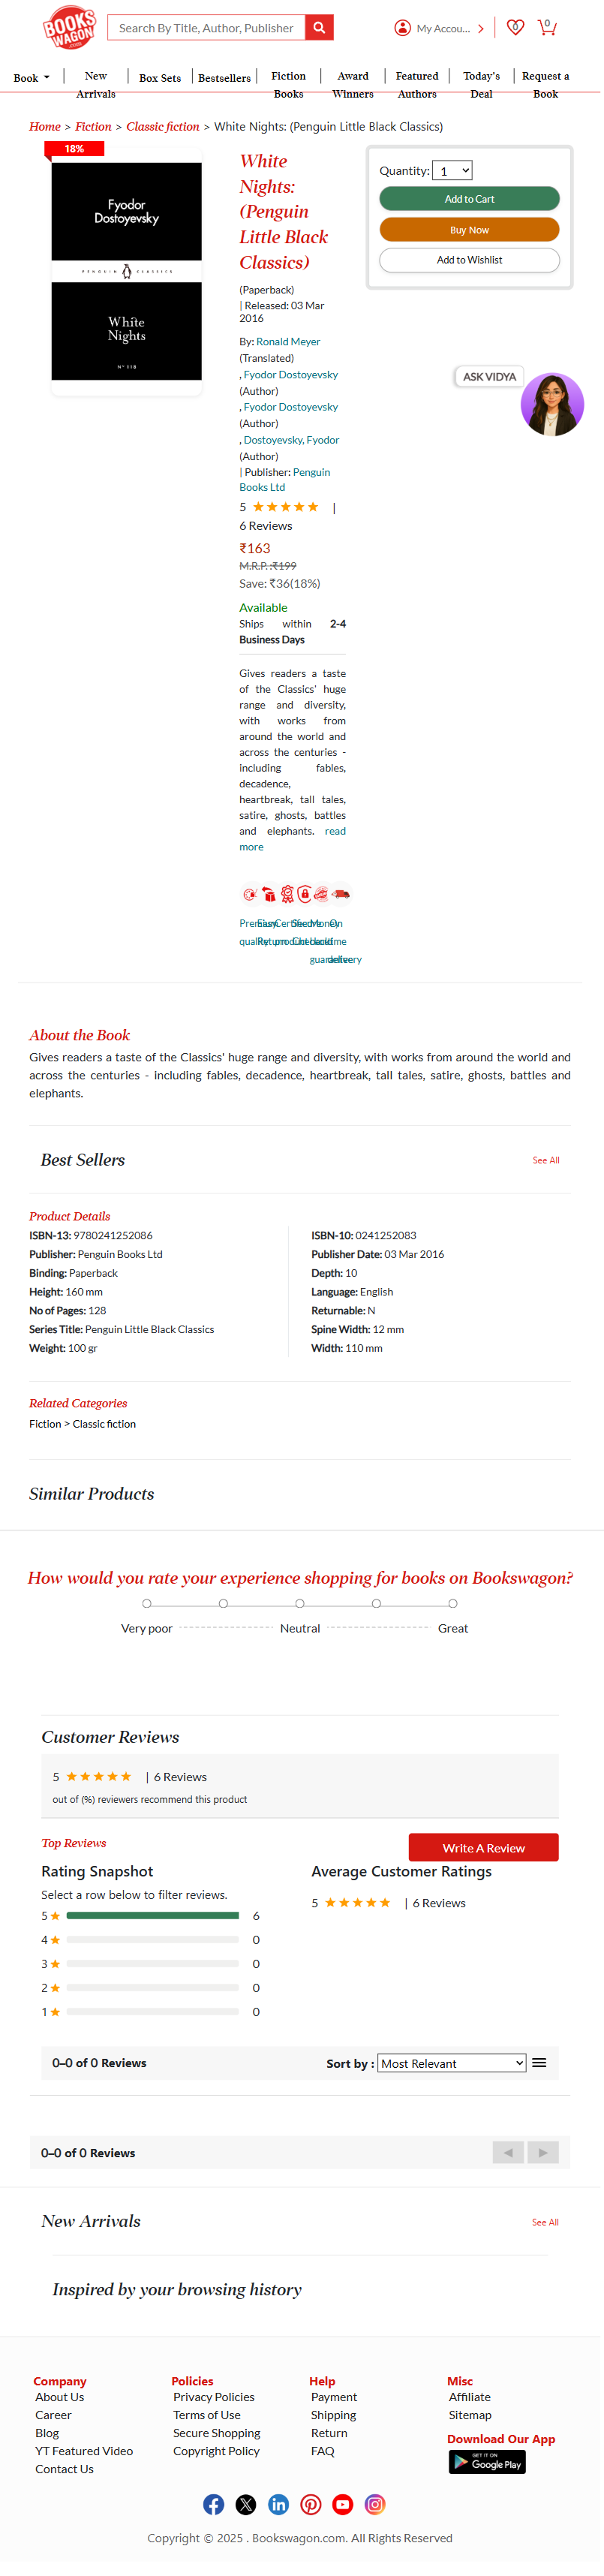 BOOKS WAGON .com
Search By Title, Author, Publisher
My Accou...
0
0
Book
New Arrivals
Box Sets
Bestsellers
Fiction Books
Award Winners
Featured Authors
Today's Deal
Request a Book
Home > Fiction > Classic fiction > White Nights: (Penguin Little Black Classics)
18%
Fyodor
Dostoyevsky
PENGUIN CLASSICS
White
Nights
Nº 118
White
Nights:
(Penguin
Little Black
Classics)
(Paperback)
| Released: 03 Mar
2016
By: Ronald Meyer
(Translated)
, Fyodor Dostoyevsky
(Author)
, Fyodor Dostoyevsky
(Author)
, Dostoyevsky, Fyodor
(Author)
| Publisher: Penguin
Books Ltd
5 |
6 Reviews
₹163
M.R.P. :₹199
Save: ₹36(18%)
Available
Ships within 2-4
Business Days
Gives readers a taste
of the Classics' huge
range and diversity,
with works from
around the world and
across the centuries -
including fables,
decadence,
heartbreak, tall tales,
satire, ghosts, battles
and elephants. read
more
Premium quality
Easy Return
Certified product
Secure Checkout
Money back guarantee
On time delivery
Quantity: 1
Add to Cart
Buy Now
Add to Wishlist
ASK VIDYA
About the Book
Gives readers a taste of the Classics' huge range and diversity, with works from around the world and
across the centuries - including fables, decadence, heartbreak, tall tales, satire, ghosts, battles and
elephants.
Best Sellers
See All
Product Details
ISBN-13: 9780241252086
Publisher: Penguin Books Ltd
Binding: Paperback
Height: 160 mm
No of Pages: 128
Series Title: Penguin Little Black Classics
Weight: 100 gr
ISBN-10: 0241252083
Publisher Date: 03 Mar 2016
Depth: 10
Language: English
Returnable: N
Spine Width: 12 mm
Width: 110 mm
Related Categories
Fiction > Classic fiction
Similar Products
How would you rate your experience shopping for books on Bookswagon?
Very poor
Neutral
Great
Customer Reviews
5 | 6 Reviews
out of (%) reviewers recommend this product
Top Reviews
Write A Review
Rating Snapshot
Select a row below to filter reviews.
5 6
4 0
3 0
2 0
1 0
Average Customer Ratings
5 | 6 Reviews
0–0 of 0 Reviews
Sort by : Most Relevant
0–0 of 0 Reviews
◄ ►
New Arrivals
See All
Inspired by your browsing history
Company
About Us
Career
Blog
YT Featured Video
Contact Us
Policies
Privacy Policies
Terms of Use
Secure Shopping
Copyright Policy
Help
Payment
Shipping
Return
FAQ
Misc
Affiliate
Sitemap
Download Our App
GET IT ON
Google Play
Copyright © 2025 . Bookswagon.com. All Rights Reserved